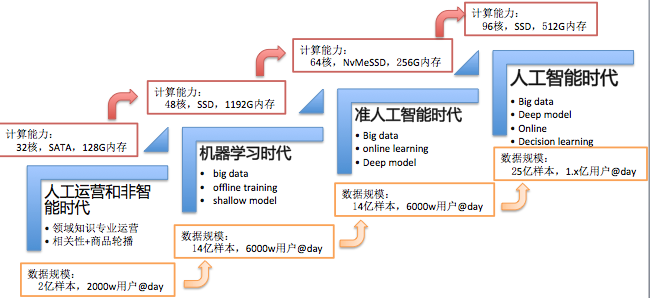 计算能力：
32核，SATA，128G内存
人工运营和非智
能时代
• 领域知识专业运营
• 相关性+商品轮播
数据规模：
2亿样本，2000w用户@day
计算能力：
48核，SSD，1192G内存
机器学习时代
• big data
• offline training
• shallow model
数据规模：
14亿样本，6000w用户@day
计算能力：
64核，NvMeSSD，256G内存
准人工智能时代
• Big data
• online learning
• Deep model
数据规模：
14亿样本，6000w用户@day
计算能力：
96核，SSD，512G内存
人工智能时代
• Big data
• Deep model
• Online
• Decision learning
数据规模：
25亿样本，1.x亿用户@day